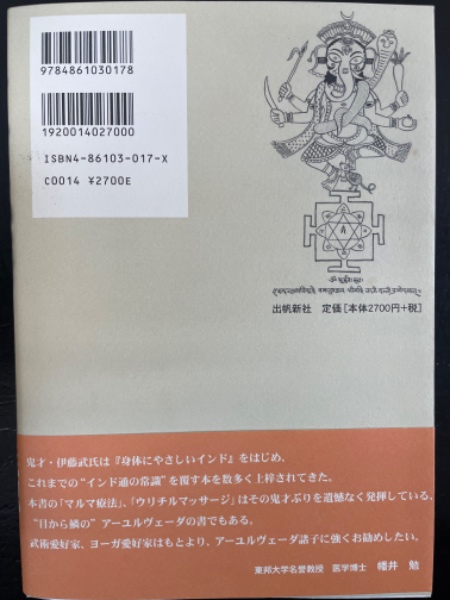 9784861030178
1920014027000
ISBN4-86103-017-X
C0014 ¥2700E
出帆新社 定価[本体2700円+税]
鬼才・伊藤武氏は『身体にやさしいインド』をはじめ、
これまでの“インド通の常識”を覆す本を数多く上梓されてきた。
本書の「マルマ療法」、「ウリチルマッサージ」はその鬼才ぶりを遺憾なく発揮している、
“目から鱗の”アーユルヴェーダの書でもある。
武術愛好家、ヨーガ愛好家はもとより、アーユルヴェーダ諸子に強くお勧めしたい。
東邦大学名誉教授 医学博士 幡井 勉